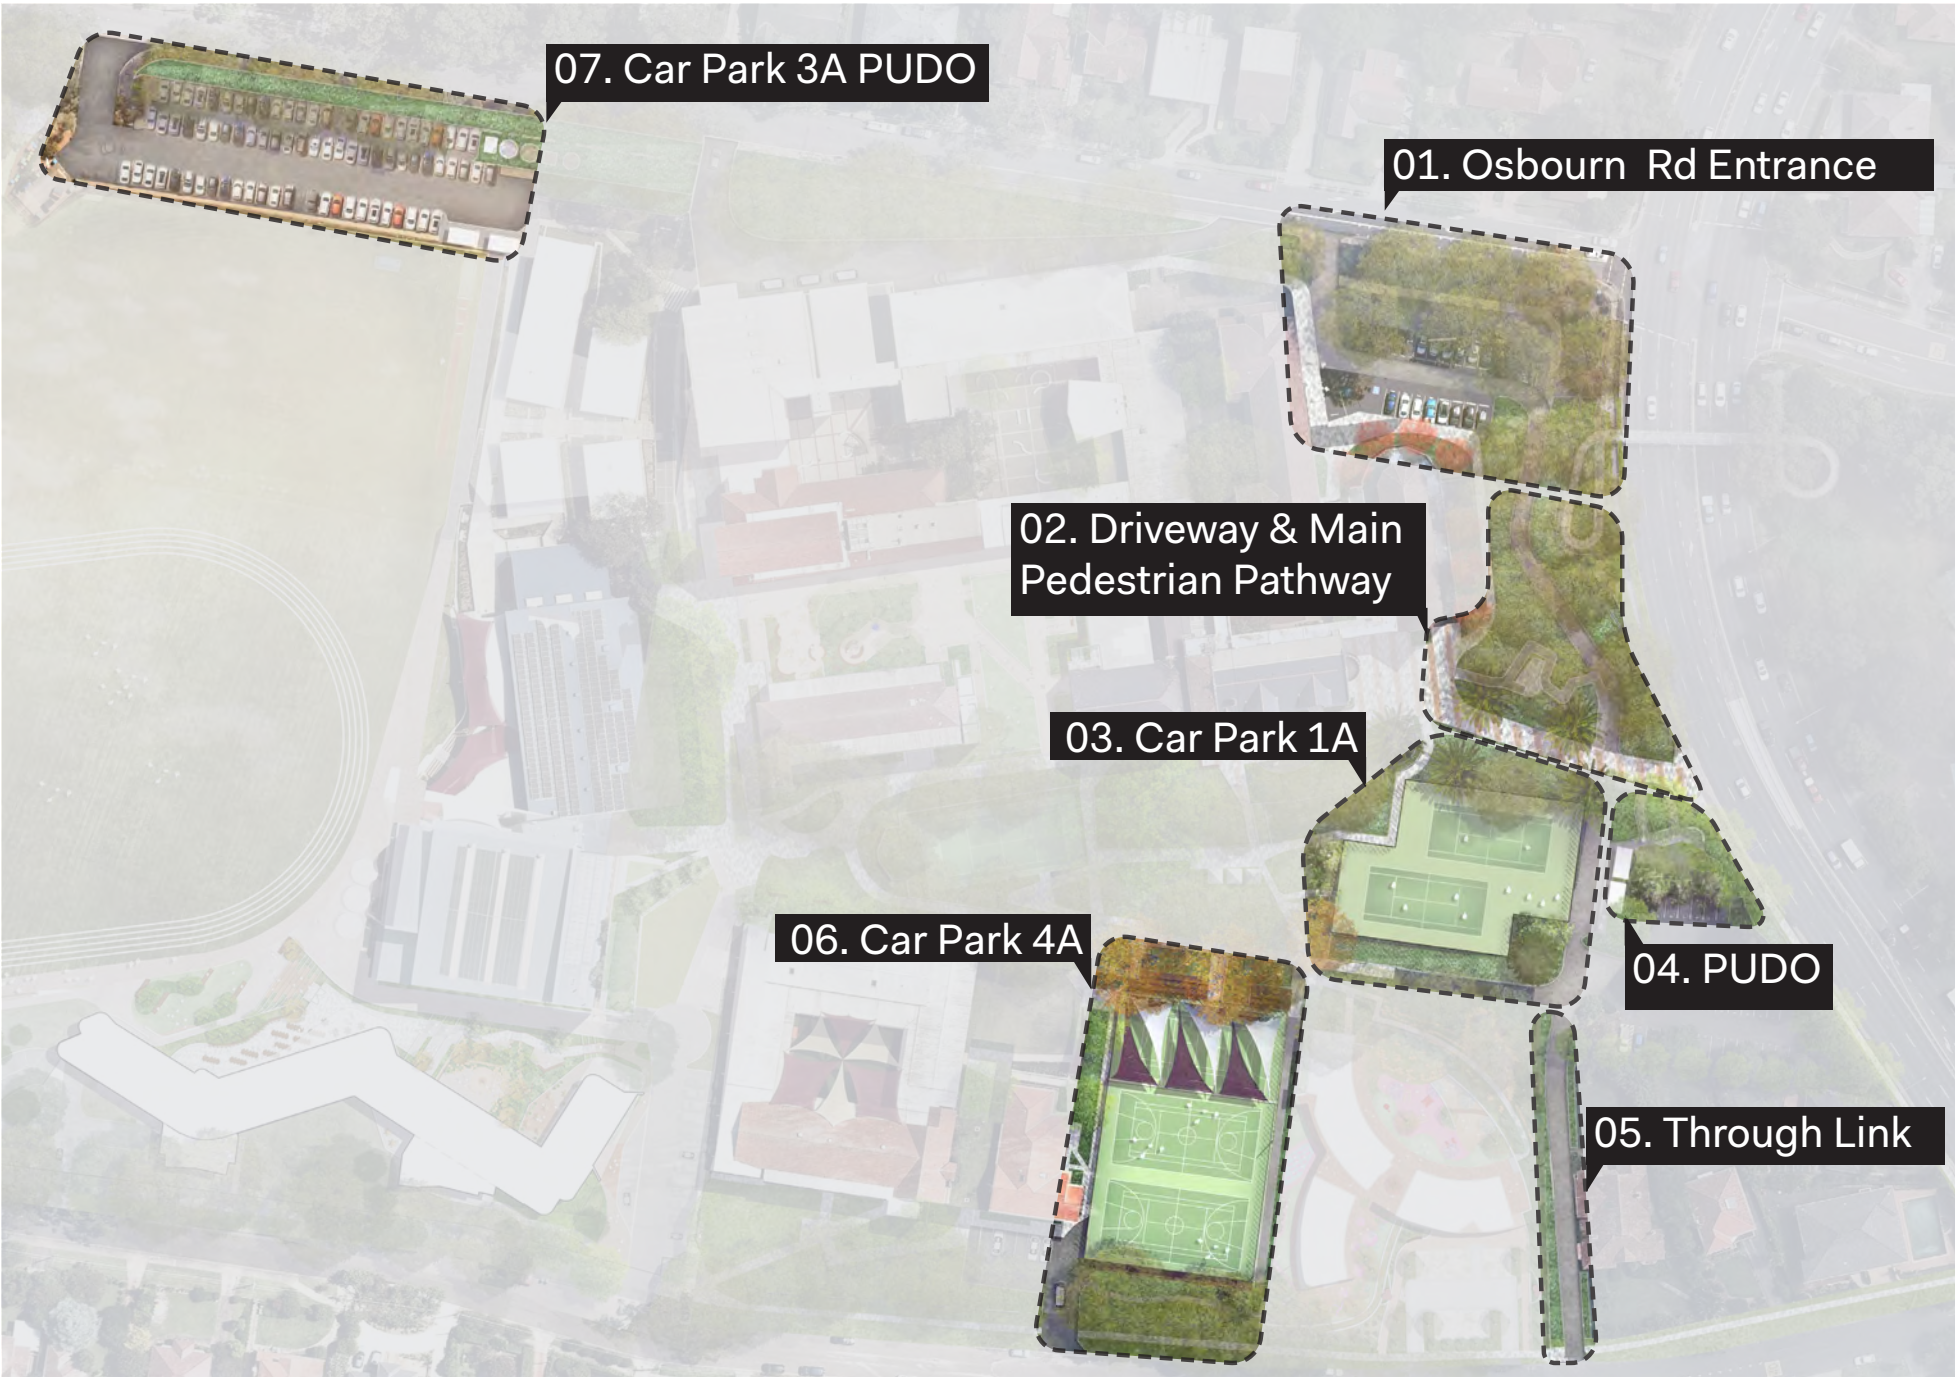 07. Car Park 3A PUDO
01. Osbourn Rd Entrance
02. Driveway & Main
Pedestrian Pathway
03. Car Park 1A
06. Car Park 4A
04. PUDO
05. Through Link